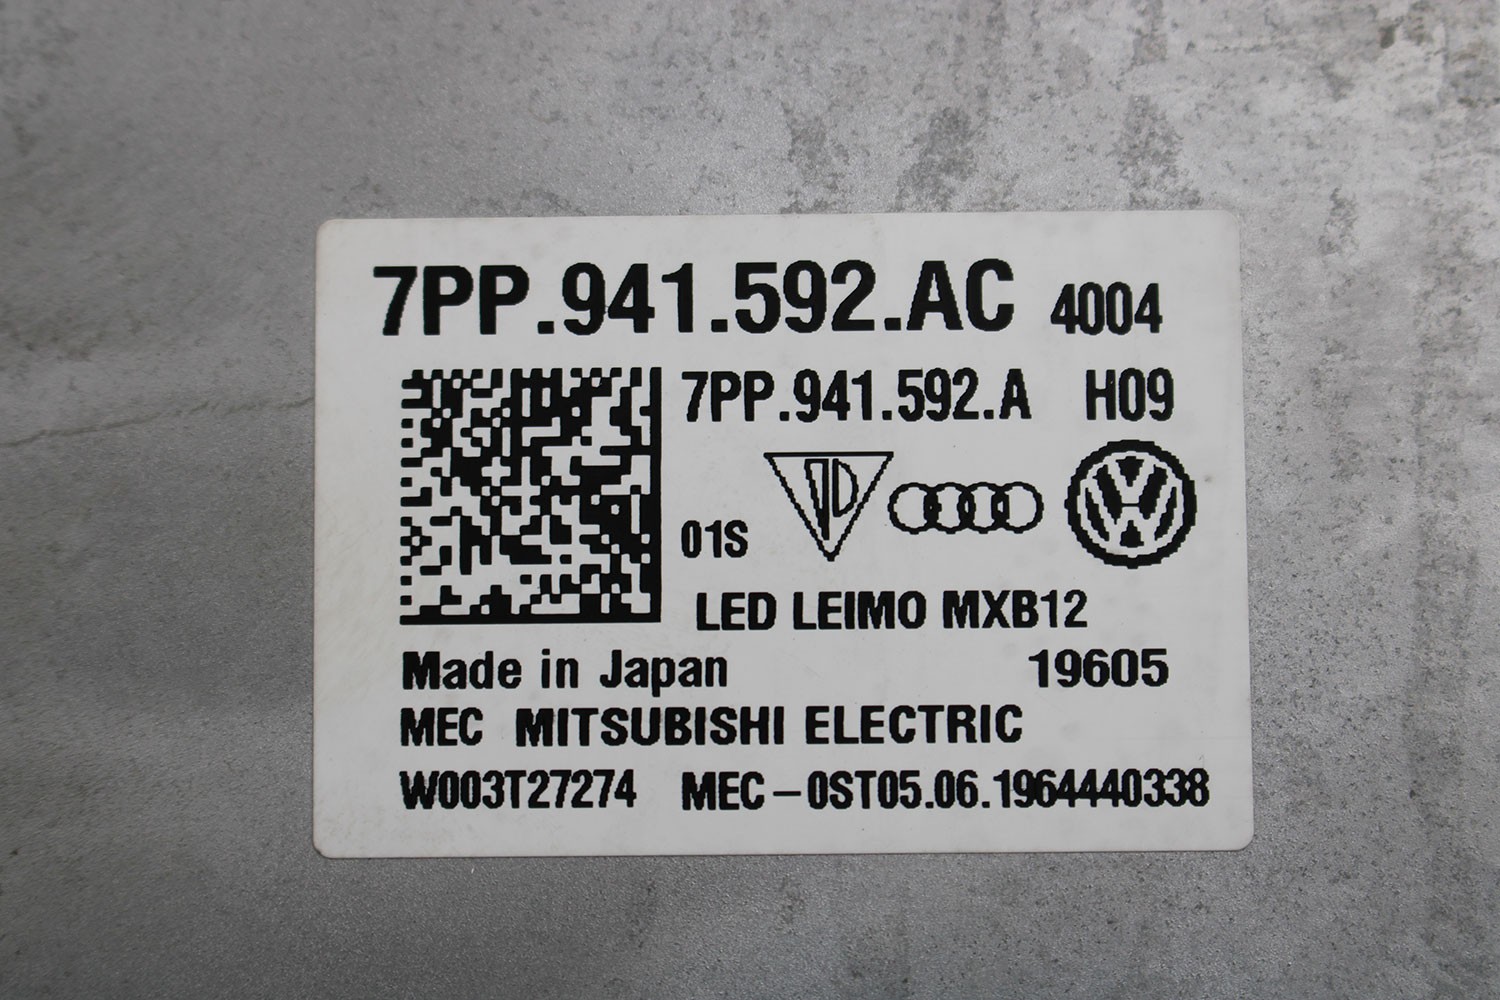 7PP.941.592.AC 4004
7PP.941.592.A H09
01S
LED LEIMO MXB12
Made in Japan 19605
MEC MITSUBISHI ELECTRIC
W003T27274 MEC-0ST05.06.1964440338